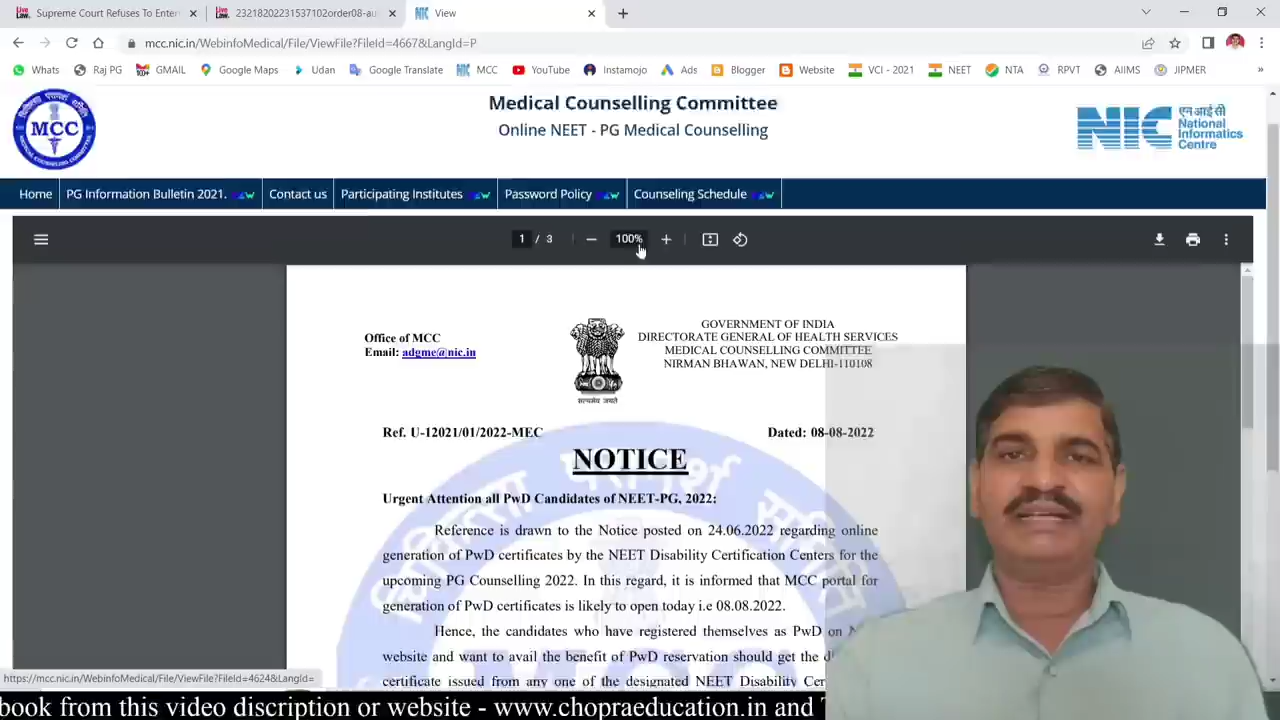 Supreme Court Refuses To Enter
23218202231537102order08-au
View
mcc.nic.in/WebinfoMedical/File/ViewFile?FileId=4667&LangId=P
Whats
Raj PG
GMAIL
Google Maps
Udan
Google Translate
MCC
YouTube
Instamojo
Ads
Blogger
Website
VCI - 2021
NEET
NTA
RPVT
AIIMS
JIPMER
»
MCC
Medical Counselling Committee
Online NEET - PG Medical Counselling
NIC
एन आई सी
National
Informatics
Centre
Home
PG Information Bulletin 2021.
Contact us
Participating Institutes
Password Policy
Counseling Schedule
1 / 3
100%
Office of MCC
Email: adgme@nic.in
सत्यमेव जयते
GOVERNMENT OF INDIA
DIRECTORATE GENERAL OF HEALTH SERVICES
MEDICAL COUNSELLING COMMITTEE
NIRMAN BHAWAN, NEW DELHI-110108
Ref. U-12021/01/2022-MEC
Dated: 08-08-2022
NOTICE
Urgent Attention all PwD Candidates of NEET-PG, 2022:
Reference is drawn to the Notice posted on 24.06.2022 regarding online
generation of PwD certificates by the NEET Disability Certification Centers for the
upcoming PG Counselling 2022. In this regard, it is informed that MCC portal for
generation of PwD certificates is likely to open today i.e 08.08.2022.
Hence, the candidates who have registered themselves as PwD on
website and want to avail the benefit of PwD reservation should get the
certificate issued from any one of the designated NEET Disability
https://mcc.nic.in/WebinfoMedical/File/ViewFile?FileId=4624&LangId=
book from this video discription or website - www.chopraeducation.in and